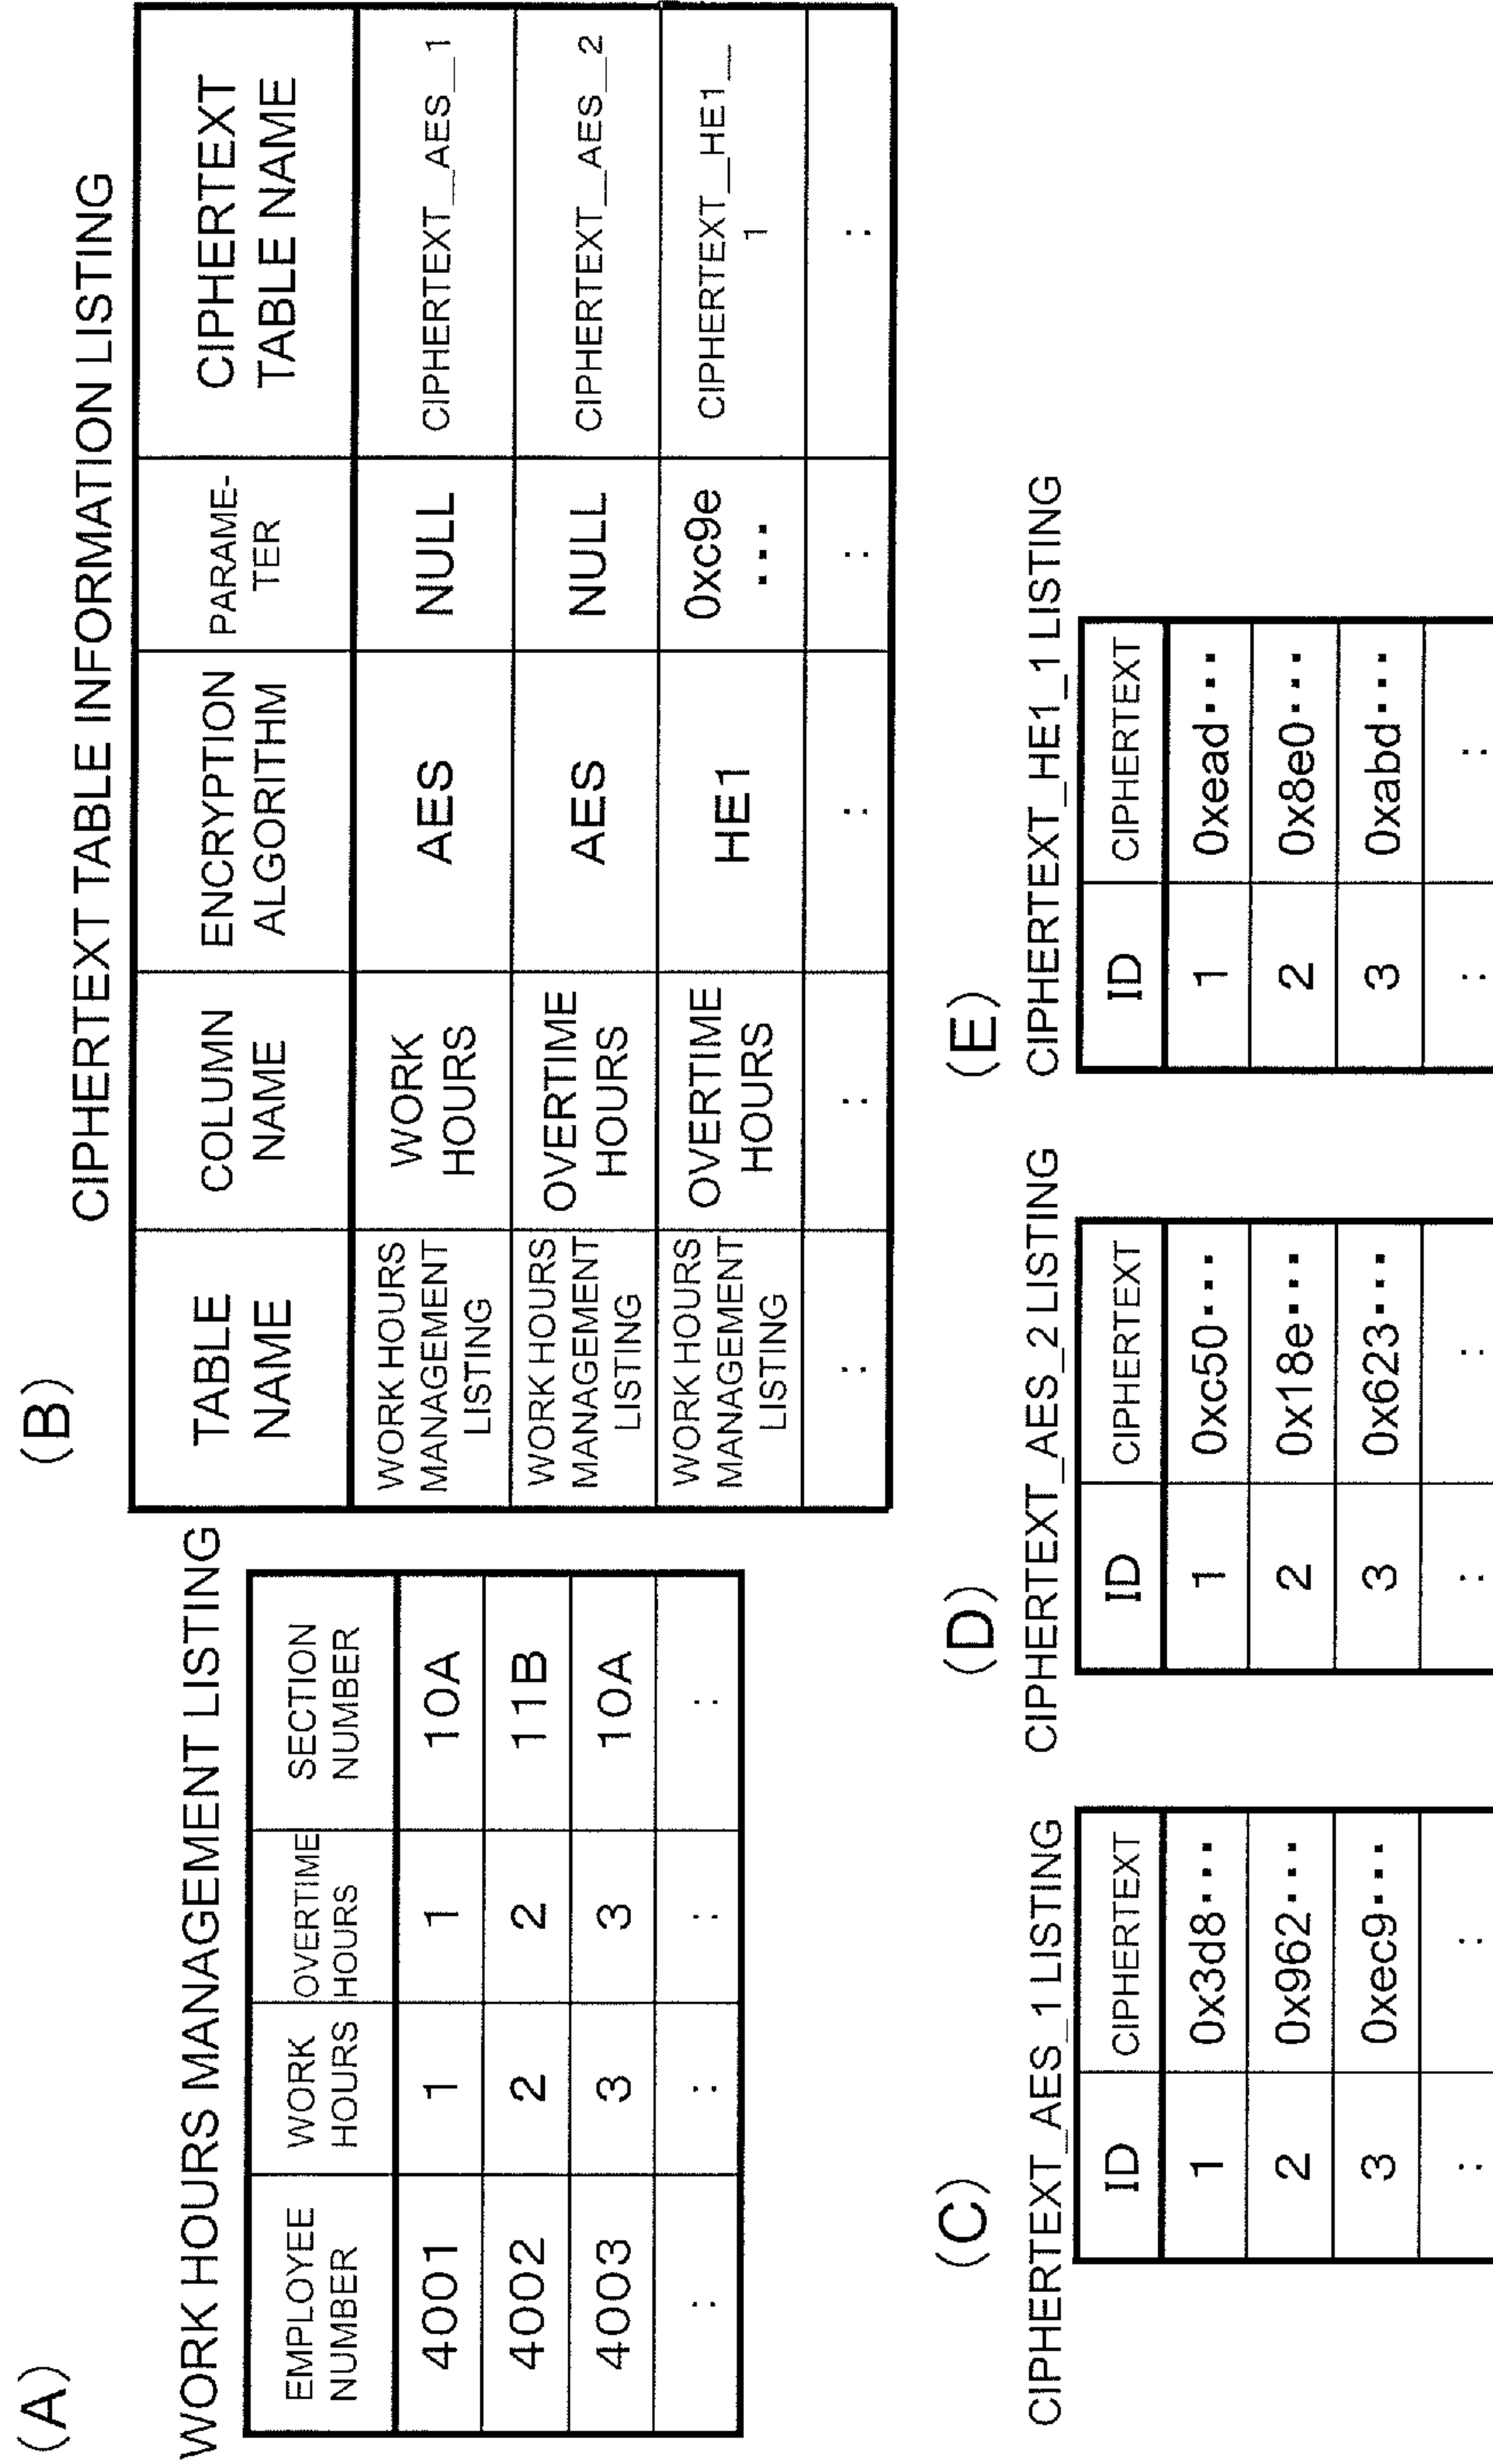 (A)
WORK HOURS MANAGEMENT LISTING
EMPLOYEE NUMBER WORK HOURS OVERTIME HOURS SECTION NUMBER
4001 1 1 10A
4002 2 2 11B
4003 3 3 10A
: : : :
(B)
CIPHERTEXT TABLE INFORMATION LISTING
TABLE NAME COLUMN NAME ENCRYPTION ALGORITHM PARAME-TER CIPHERTEXT TABLE NAME
WORK HOURS MANAGEMENT LISTING WORK HOURS AES NULL CIPHERTEXT_AES_1
WORK HOURS MANAGEMENT LISTING OVERTIME HOURS AES NULL CIPHERTEXT_AES_2
WORK HOURS MANAGEMENT LISTING OVERTIME HOURS HE1 0xc9e ... CIPHERTEXT_HE1_1
: : : : :
(C)
CIPHERTEXT_AES_1 LISTING
ID CIPHERTEXT
1 0x3d8...
2 0x962...
3 0xec9...
: :
(D)
CIPHERTEXT_AES_2 LISTING
ID CIPHERTEXT
1 0xc50...
2 0x18e...
3 0x623...
: :
(E)
CIPHERTEXT_HE1_1 LISTING
ID CIPHERTEXT
1 0xead...
2 0x8e0...
3 0xabd...
: :